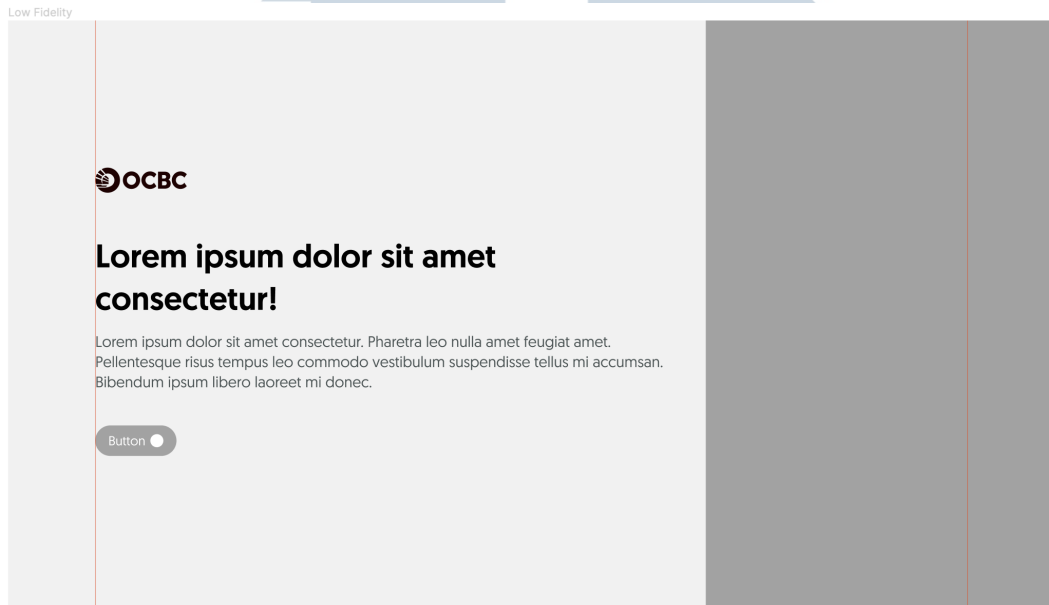 Low Fidelity
OCBC
Lorem ipsum dolor sit amet
consectetur!
Lorem ipsum dolor sit amet consectetur. Pharetra leo nulla amet feugiat amet.
Pellentesque risus tempus leo commodo vestibulum suspendisse tellus mi accumsan.
Bibendum ipsum libero laoreet mi donec.
Button